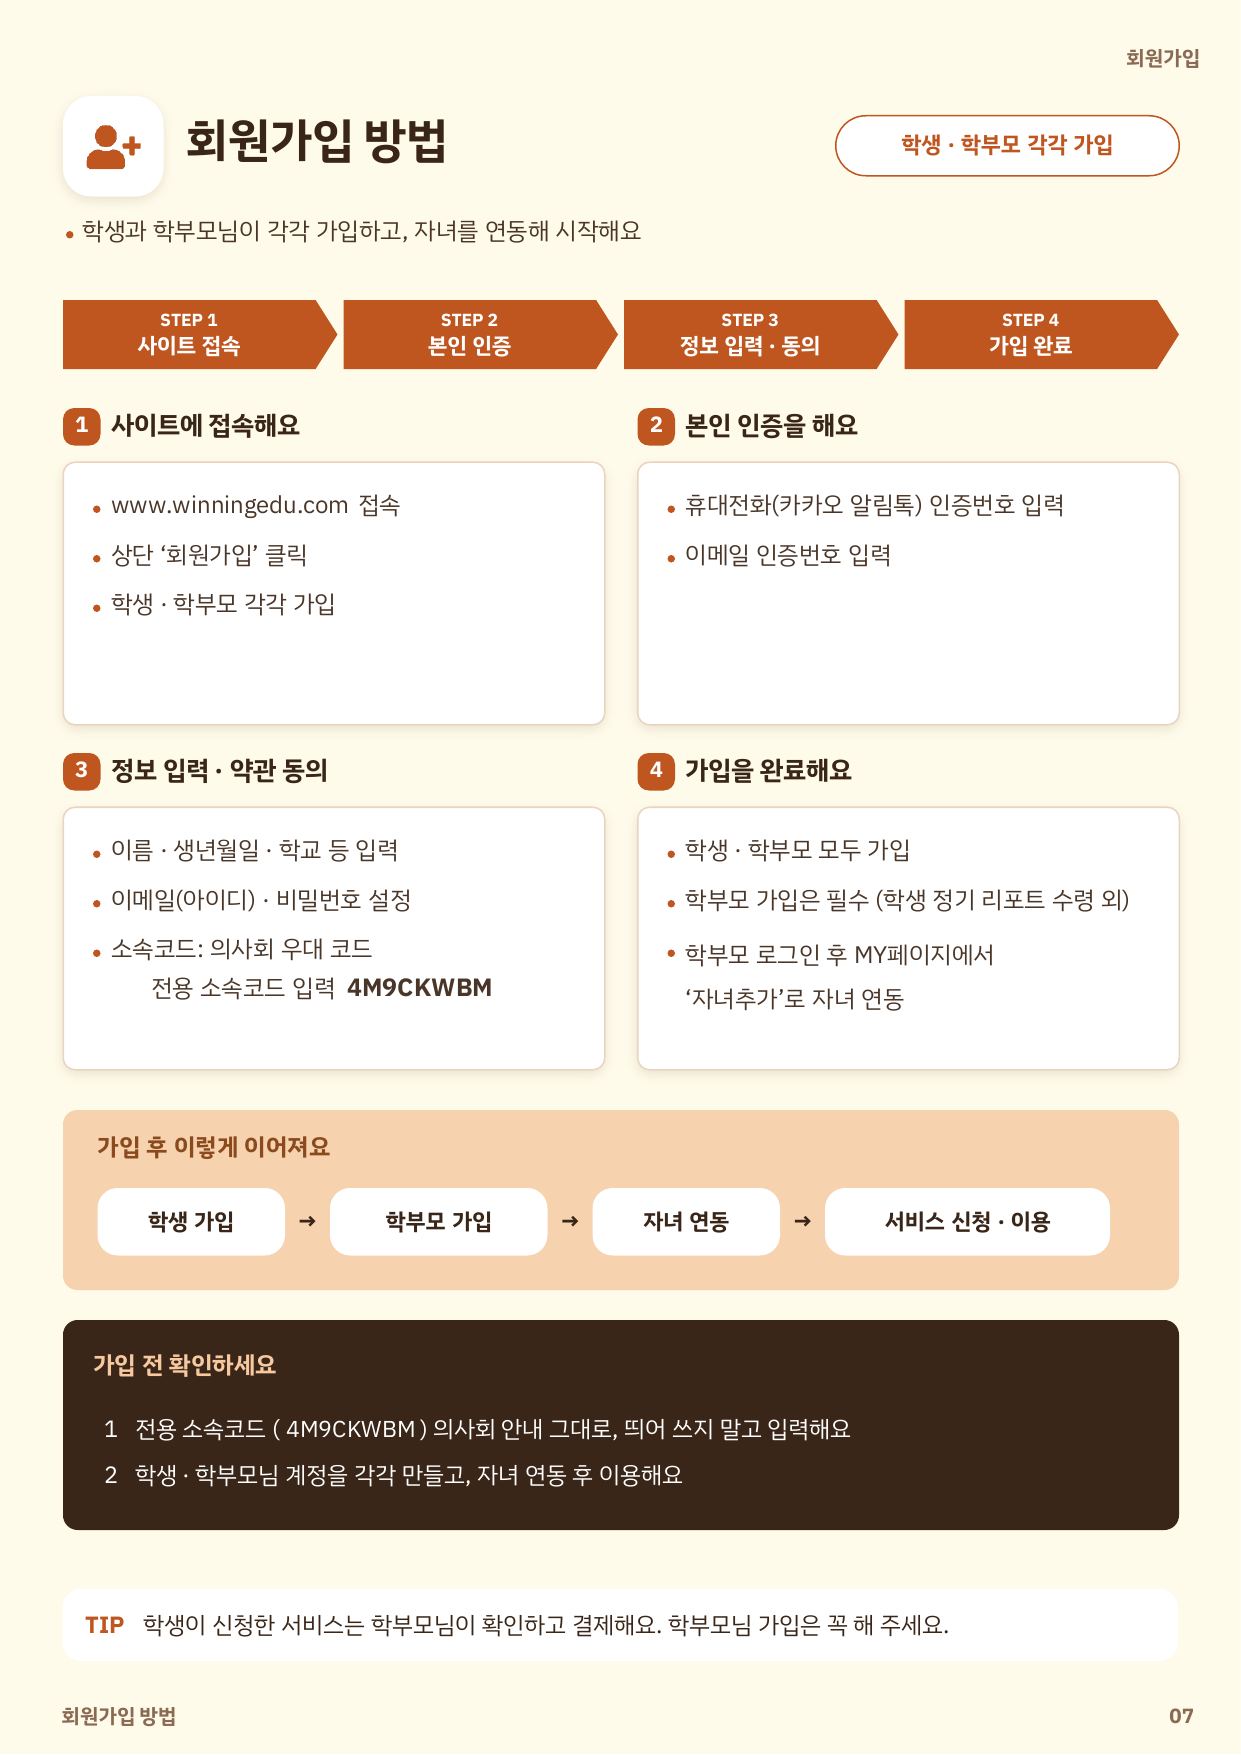 회원가입
회원가입 방법
학생 · 학부모 각각 가입
• 학생과 학부모님이 각각 가입하고, 자녀를 연동해 시작해요
STEP 1
사이트 접속
STEP 2
본인 인증
STEP 3
정보 입력 · 동의
STEP 4
가입 완료
1 사이트에 접속해요
• www.winningedu.com 접속
• 상단 ‘회원가입’ 클릭
• 학생 · 학부모 각각 가입
2 본인 인증을 해요
• 휴대전화(카카오 알림톡) 인증번호 입력
• 이메일 인증번호 입력
3 정보 입력 · 약관 동의
• 이름 · 생년월일 · 학교 등 입력
• 이메일(아이디) · 비밀번호 설정
• 소속코드: 의사회 우대 코드
전용 소속코드 입력 4M9CKWBM
4 가입을 완료해요
• 학생 · 학부모 모두 가입
• 학부모 가입은 필수 (학생 정기 리포트 수령 외)
• 학부모 로그인 후 MY페이지에서
‘자녀추가’로 자녀 연동
가입 후 이렇게 이어져요
학생 가입 → 학부모 가입 → 자녀 연동 → 서비스 신청 · 이용
가입 전 확인하세요
1 전용 소속코드 ( 4M9CKWBM ) 의사회 안내 그대로, 띄어 쓰지 말고 입력해요
2 학생 · 학부모님 계정을 각각 만들고, 자녀 연동 후 이용해요
TIP 학생이 신청한 서비스는 학부모님이 확인하고 결제해요. 학부모님 가입은 꼭 해 주세요.
회원가입 방법
07